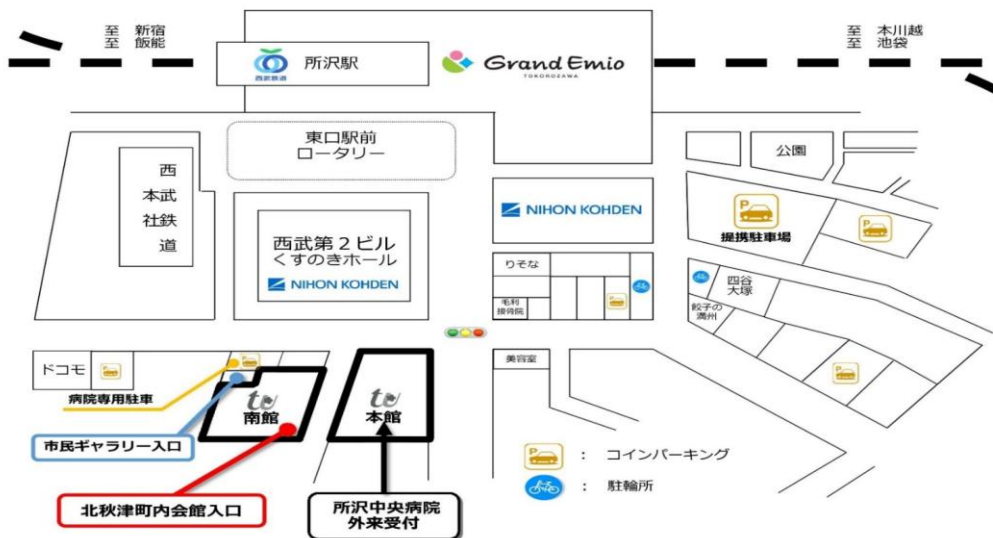 至 新宿
至 飯能
至 本川越
至 池袋
西武鉄道
所沢駅
Grand Emio
TOKOROZAWA
東口駅前
ロータリー
公園
西武鉄道
本社
NIHON KOHDEN
P
提携駐車場
P
西武第2ビル
くすのきホール
NIHON KOHDEN
りそな
毛利
接骨院
P
四谷
大塚
餃子の
満州
P
美容室
ドコモ
P
P
病院専用駐車
南館
本館
市民ギャラリー入口
北秋津町内会館入口
所沢中央病院
外来受付
P
: コインパーキング
: 駐輪所